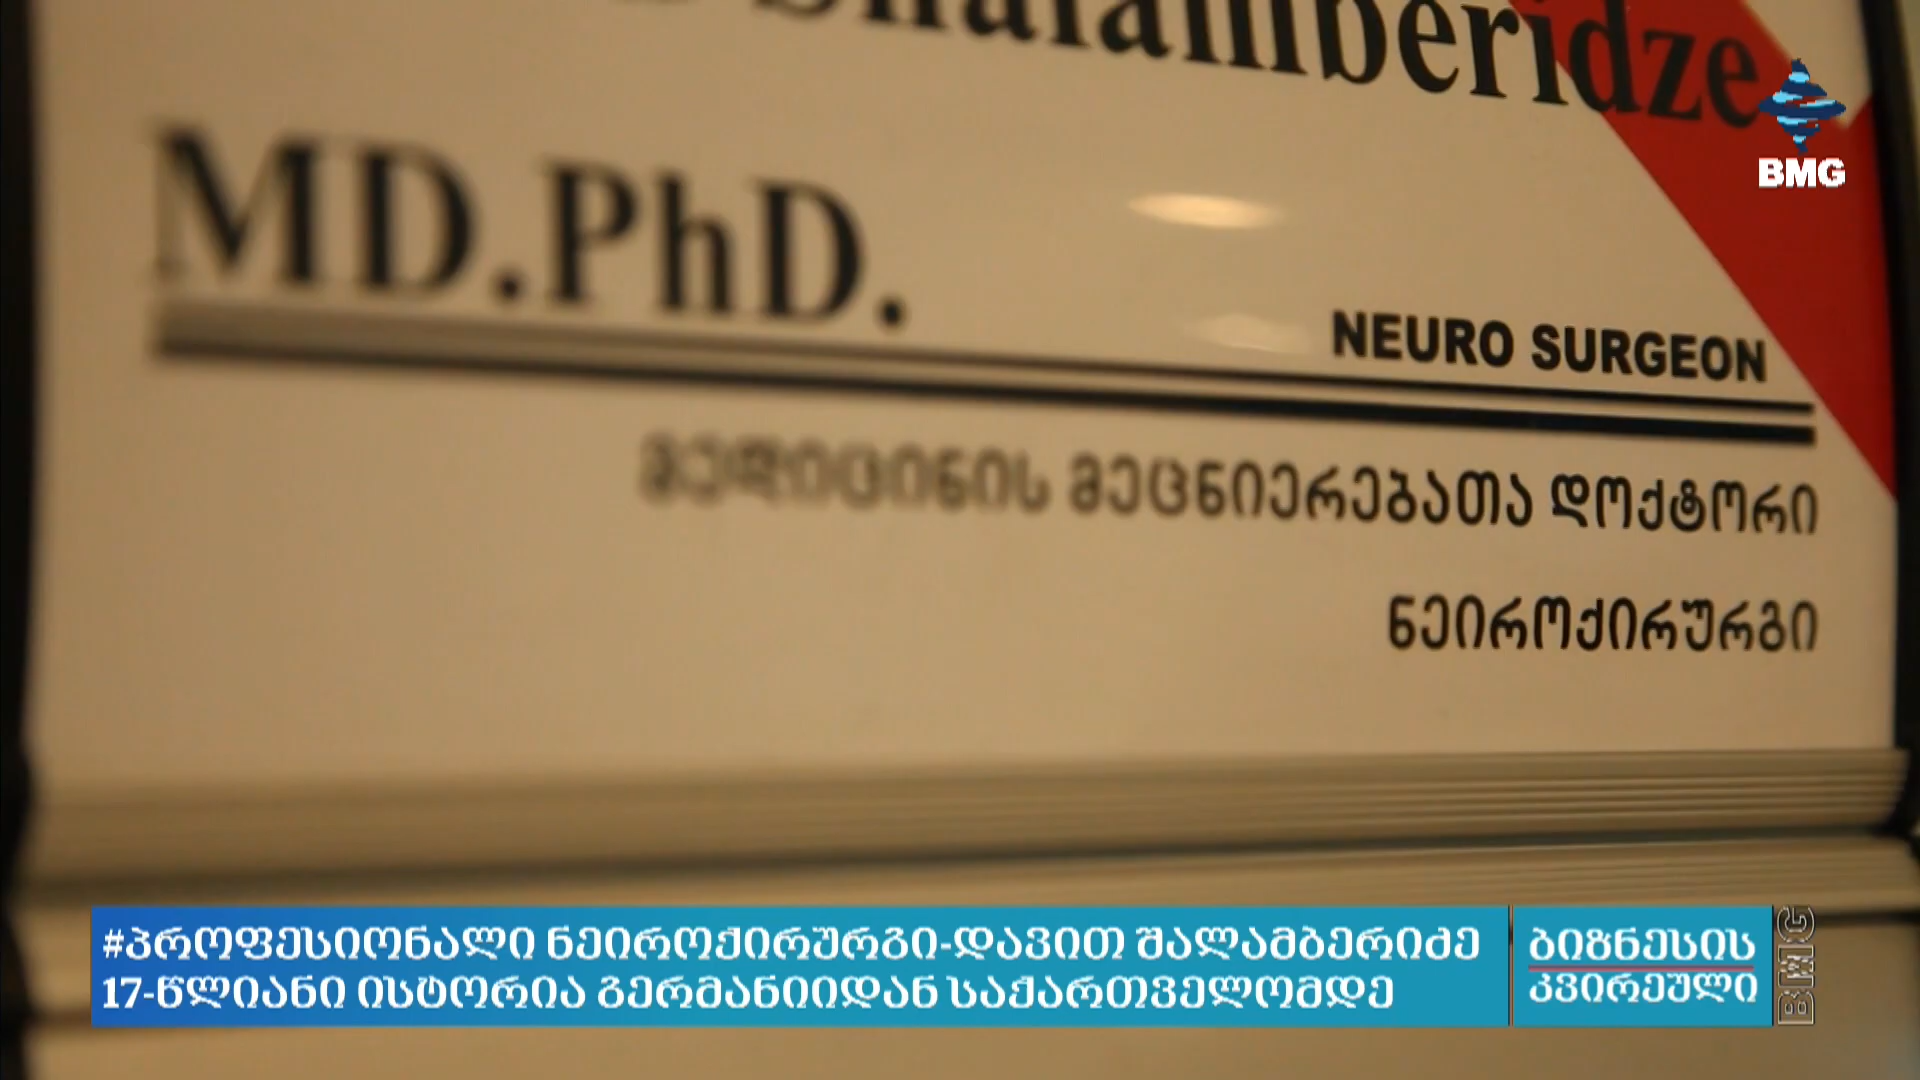 Shalamberidze
BMG
MD.PhD.
NEURO SURGEON
მედიცინის მეცნიერებათა დოქტორი
ნეიროქირურგი
#პროფესიონალი ნეიროქირურგი-დავით შალამბერიძე
17-წლიანი ისტორია გერმანიიდან საქართველომდე
ბიზნესის
კვირეული
BMG